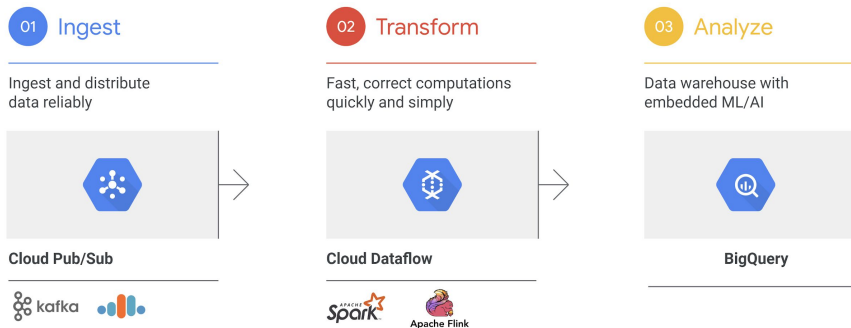 01 Ingest
Ingest and distribute
data reliably
Cloud Pub/Sub
kafka
02 Transform
Fast, correct computations
quickly and simply
Cloud Dataflow
APACHE
Spark
Apache Flink
03 Analyze
Data warehouse with
embedded ML/AI
BigQuery